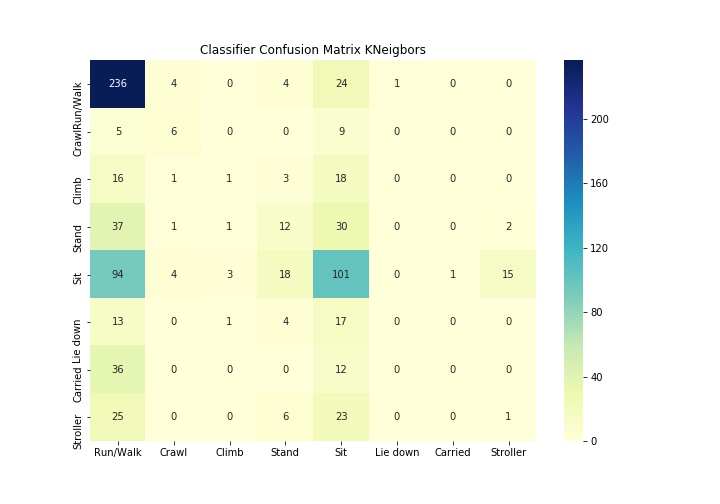 Classifier Confusion Matrix KNeigbors
Run/Walk 236 4 0 4 24 1 0 0
Crawl 5 6 0 0 9 0 0 0
Climb 16 1 1 3 18 0 0 0
Stand 37 1 1 12 30 0 0 2
Sit 94 4 3 18 101 0 1 15
Lie down 13 0 1 4 17 0 0 0
Carried 36 0 0 0 12 0 0 0
Stroller 25 0 0 6 23 0 0 1
Run/Walk Crawl Climb Stand Sit Lie down Carried Stroller
200
160
120
80
40
0